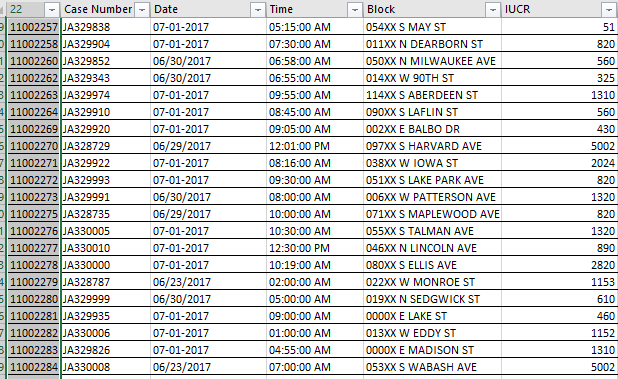 22 Case Number Date Time Block IUCR
11002257 JA329838 07-01-2017 05:15:00 AM 054XX S MAY ST 51
11002258 JA329904 07-01-2017 07:30:00 AM 011XX N DEARBORN ST 820
11002260 JA329852 06/30/2017 06:58:00 AM 050XX N MILWAUKEE AVE 560
11002262 JA329343 06/30/2017 06:55:00 AM 014XX W 90TH ST 325
11002263 JA329974 07-01-2017 09:55:00 AM 114XX S ABERDEEN ST 1310
11002264 JA329910 07-01-2017 08:45:00 AM 090XX S LAFLIN ST 560
11002269 JA329920 07-01-2017 09:05:00 AM 002XX E BALBO DR 430
11002270 JA328729 06/29/2017 12:01:00 PM 097XX S HARVARD AVE 5002
11002271 JA329922 07-01-2017 08:16:00 AM 038XX W IOWA ST 2024
11002272 JA329993 07-01-2017 09:30:00 AM 051XX S LAKE PARK AVE 820
11002273 JA329991 06/30/2017 08:00:00 AM 006XX W PATTERSON AVE 1320
11002275 JA328735 06/29/2017 10:00:00 AM 071XX S MAPLEWOOD AVE 820
11002276 JA330005 07-01-2017 10:30:00 AM 055XX S TALMAN AVE 1320
11002277 JA330010 07-01-2017 12:30:00 PM 046XX N LINCOLN AVE 890
11002278 JA330000 07-01-2017 10:19:00 AM 080XX S ELLIS AVE 2820
11002279 JA328787 06/23/2017 02:00:00 AM 022XX W MONROE ST 1153
11002280 JA329999 06/30/2017 05:00:00 AM 019XX N SEDGWICK ST 610
11002281 JA329935 07-01-2017 09:00:00 AM 0000X E LAKE ST 460
11002282 JA330006 07-01-2017 01:00:00 AM 013XX W EDDY ST 1152
11002283 JA329826 07-01-2017 04:55:00 AM 0000X E MADISON ST 1310
11002284 JA330008 06/23/2017 07:00:00 AM 053XX S WABASH AVE 5002